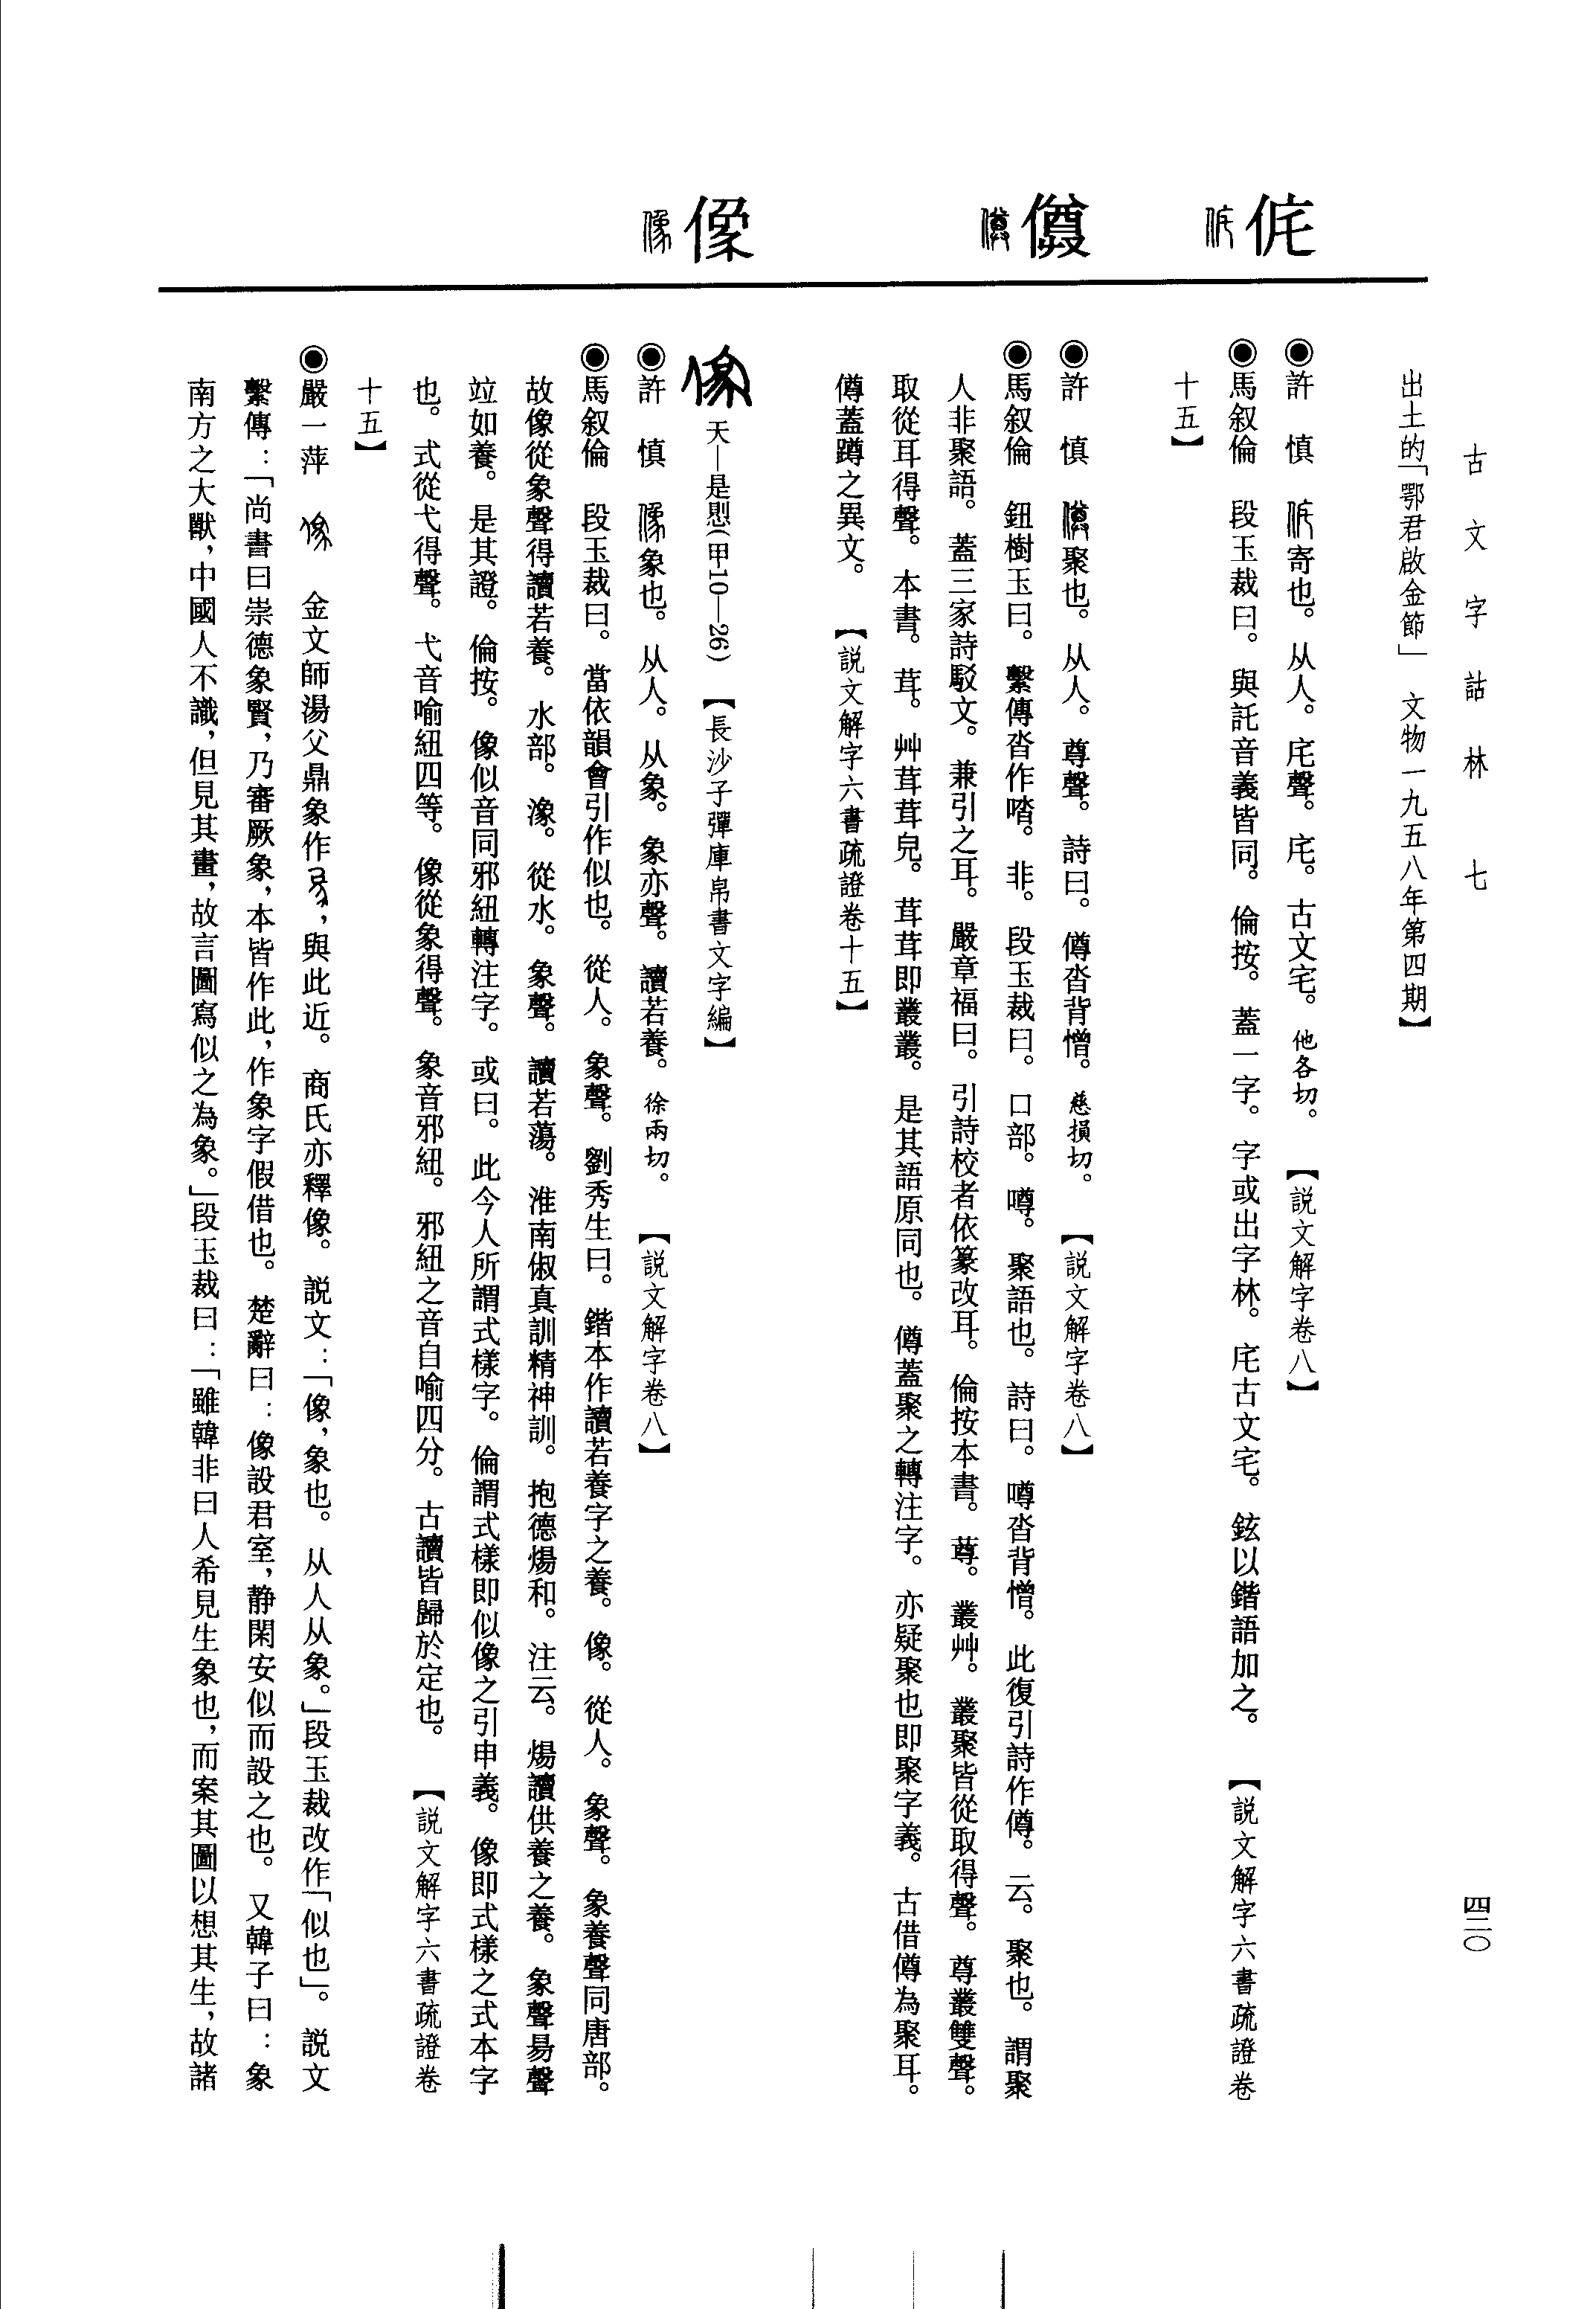 古文字詁林　七
四二〇
侂
僔
像
出土的「鄂君啟金節」　文物一九五八年第四期】
◉許　慎　寄也。从人。㡯聲。㡯。古文宅。他各切。　【説文解字卷八】
◉馬叙倫　段玉裁曰。與託音義皆同。倫按。蓋一字。字或出字林。㡯古文宅。鉉以鍇語加之。　【説文解字六書疏證卷
十五】
◉許　慎　聚也。从人。尊聲。詩曰。僔沓背憎。慈損切。　【説文解字卷八】
◉馬叙倫　鈕樹玉曰。繫傳沓作喒。非。段玉裁曰。口部。噂。聚語也。詩曰。噂沓背憎。此復引詩作僔。云。聚也。謂聚
人非聚語。蓋三家詩駁文。兼引之耳。嚴章福曰。引詩校者依篆改耳。倫按本書。蓴。叢艸。叢聚皆從取得聲。尊叢雙聲。
取從耳得聲。本書。茸。艸茸茸皃。茸茸即叢叢。是其語原同也。僔蓋聚之轉注字。亦疑聚也即聚字義。古借僔為聚耳。
僔蓋蹲之異文。　【説文解字六書疏證卷十五】
天—是㓝(甲10—26)　【長沙子彈庫帛書文字編】
◉許　慎　象也。从人。从象。象亦聲。讀若養。徐兩切。　【説文解字卷八】
◉馬叙倫　段玉裁曰。當依韻會引作似也。從人。象聲。劉秀生曰。鍇本作讀若養字之養。像。從人。象聲。象養聲同唐部。
故像從象聲得讀若養。水部。潒。從水。象聲。讀若蕩。淮南俶真訓精神訓。抱德煬和。注云。煬讀供養之養。象聲昜聲
竝如養。是其證。倫按。像似音同邪紐轉注字。或曰。此今人所謂式樣字。倫謂式樣即似像之引申義。像即式樣之式本字
也。式從弋得聲。弋音喻紐四等。像從象得聲。象音邪紐。邪紐之音自喻四分。古讀皆歸於定也。　【説文解字六書疏證卷
十五】
◉嚴一萍　金文師湯父鼎象作，與此近。商氏亦釋像。説文：「像，象也。从人从象。」段玉裁改作「似也」。説文
繫傳：「尚書曰崇德象賢，乃審厥象，本皆作此，作象字假借也。楚辭曰：像設君室，静閑安似而設之也。又韓子曰：象
南方之大獸，中國人不識，但見其畫，故言圖寫似之為象。」段玉裁曰：「雖韓非曰人希見生象也，而案其圖以想其生，故諸